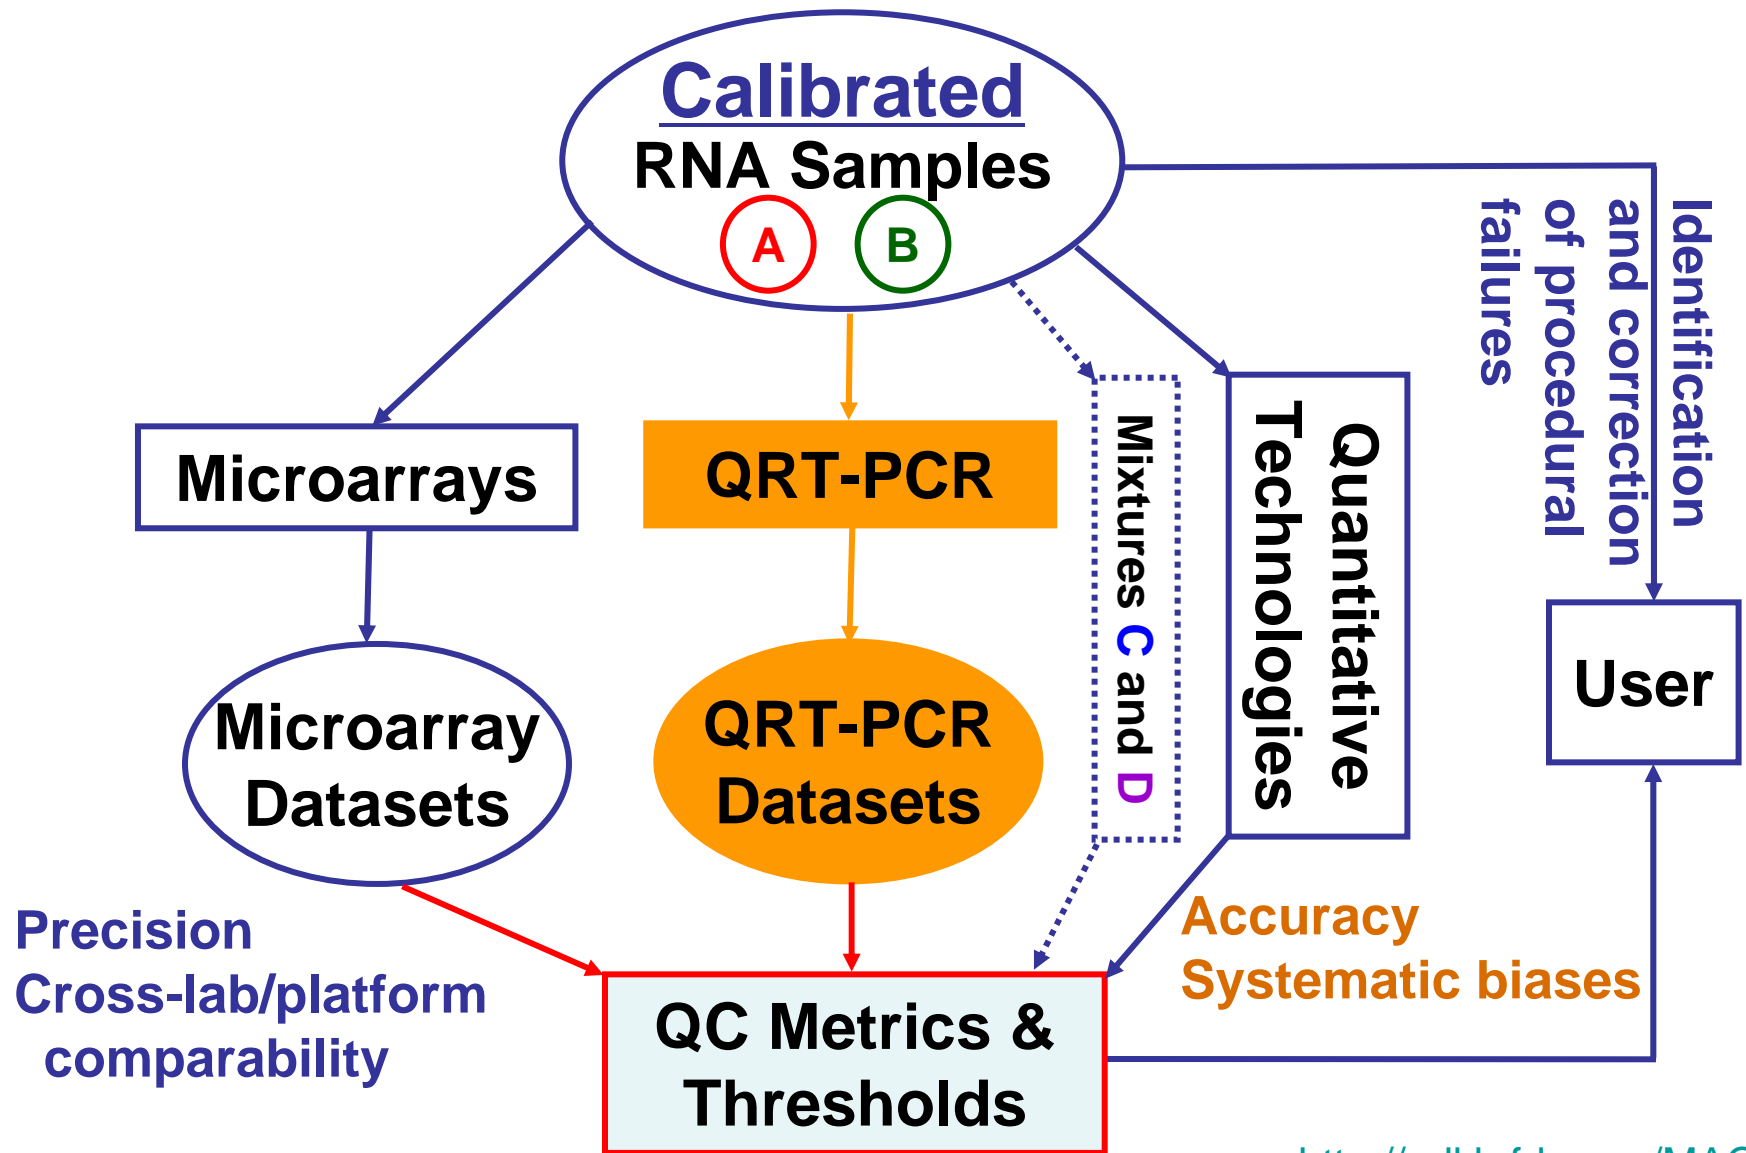 Calibrated
RNA Samples
A B
Identification
and correction
of procedural
failures
Microarrays
QRT-PCR
Mixtures C and D
Quantitative
Technologies
User
Microarray
Datasets
QRT-PCR
Datasets
Precision
Cross-lab/platform
comparability
Accuracy
Systematic biases
QC Metrics &
Thresholds